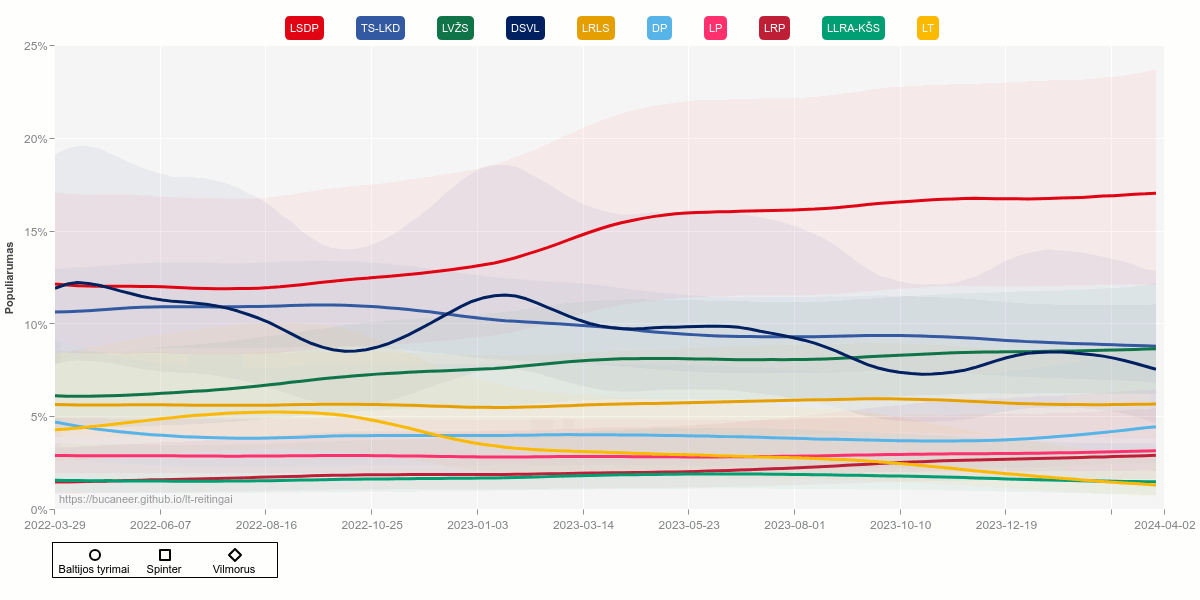 LSDP TS-LKD LVŽS DSVL LRLS DP LP LRP LLRA-KŠS LT
25%
20%
15%
10%
5%
0%
Populiarumas
https://bucaneer.github.io/lt-reitingai
2022-03-29 2022-06-07 2022-08-16 2022-10-25 2023-01-03 2023-03-14 2023-05-23 2023-08-01 2023-10-10 2023-12-19 2024-04-02
Baltijos tyrimai Spinter Vilmorus